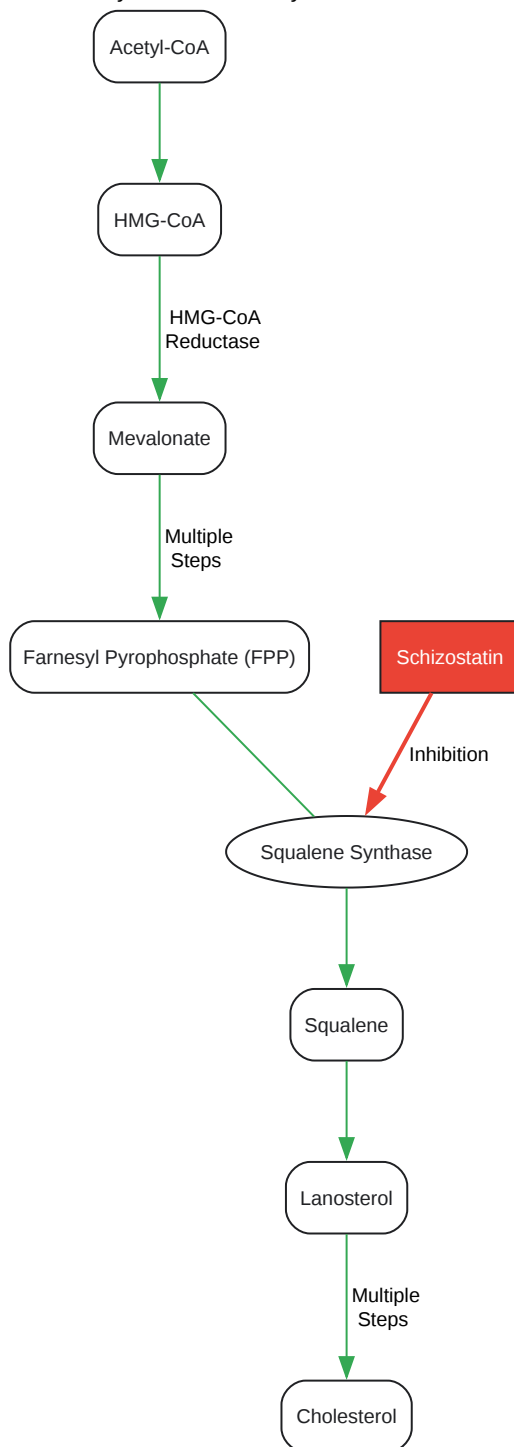 Acetyl-CoA
HMG-CoA
HMG-CoA
Reductase
Mevalonate
Multiple
Steps
Farnesyl Pyrophosphate (FPP)
Schizostatin
Inhibition
Squalene Synthase
Squalene
Lanosterol
Multiple
Steps
Cholesterol